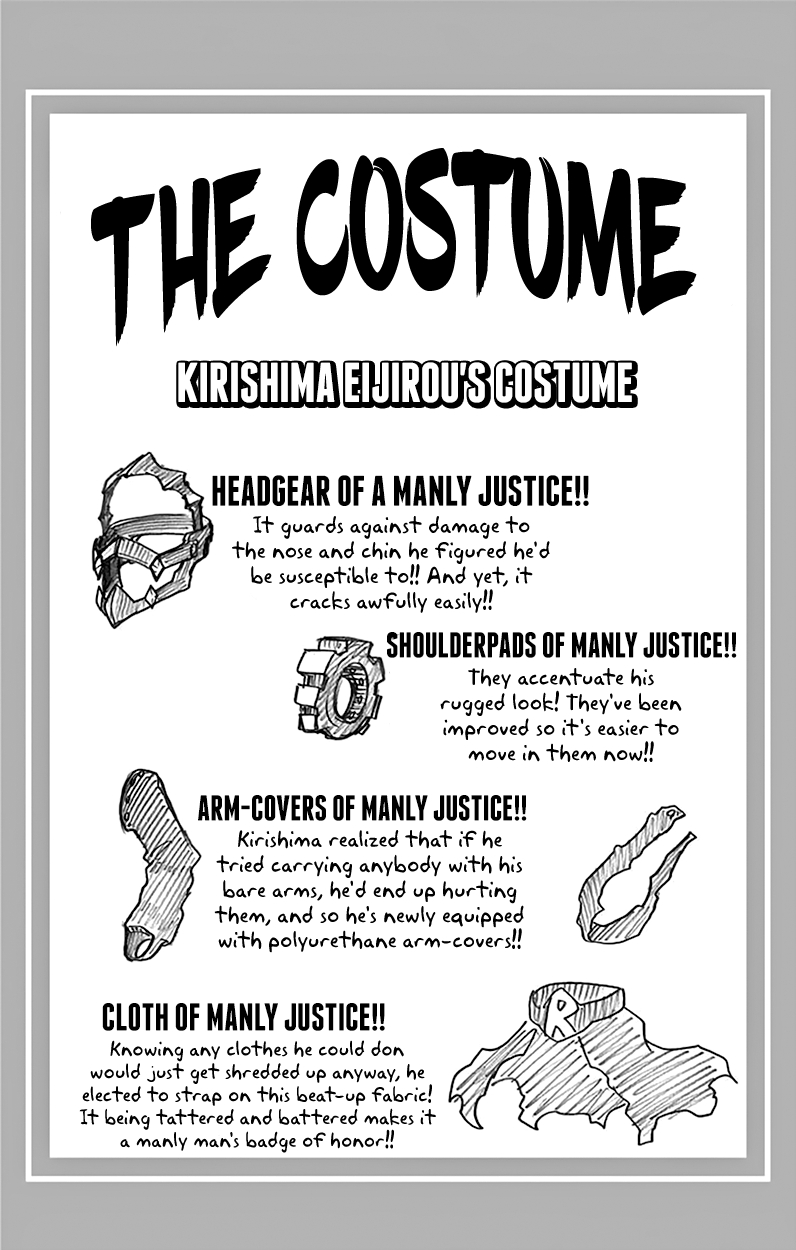 THE COSTUME
KIRISHIMA EIJIROU'S COSTUME
HEADGEAR OF A MANLY JUSTICE!!
It guards against damage to
the nose and chin he figured he'd
be susceptible to!! And yet, it
cracks awfully easily!!
SHOULDERPADS OF MANLY JUSTICE!!
They accentuate his
rugged look! They've been
improved so it's easier to
move in them now!!
ARM-COVERS OF MANLY JUSTICE!!
Kirishima realized that if he
tried carrying anybody with his
bare arms, he'd end up hurting
them, and so he's newly equipped
with polyurethane arm-covers!!
R
CLOTH OF MANLY JUSTICE!!
Knowing any clothes he could don
would just get shredded up anyway, he
elected to strap on this beat-up fabric!
It being tattered and battered makes it
a manly man's badge of honor!!